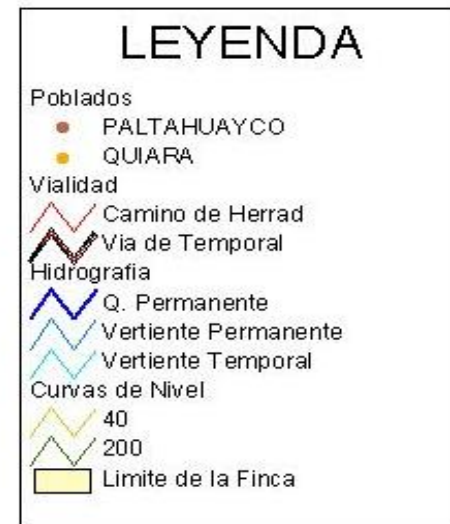 LEYENDA
Poblados
PALTAHUAYCO
QUIARA
Vialidad
Camino de Herrad
Via de Temporal
Hidrografia
Q. Permanente
Vertiente Permanente
Vertiente Temporal
Curvas de Nivel
40
200
Limite de la Finca